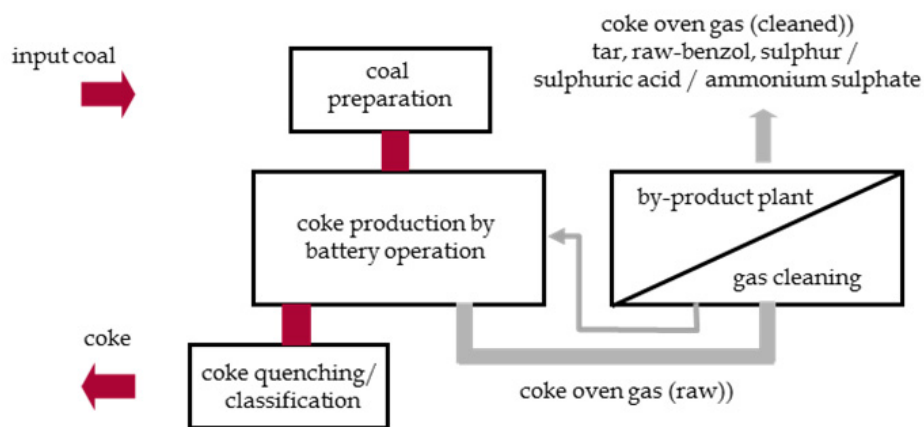 input coal
coal
preparation
coke oven gas (cleaned))
tar, raw-benzol, sulphur /
sulphuric acid / ammonium sulphate
coke production by
battery operation
by-product plant
gas cleaning
coke
coke quenching/
classification
coke oven gas (raw))